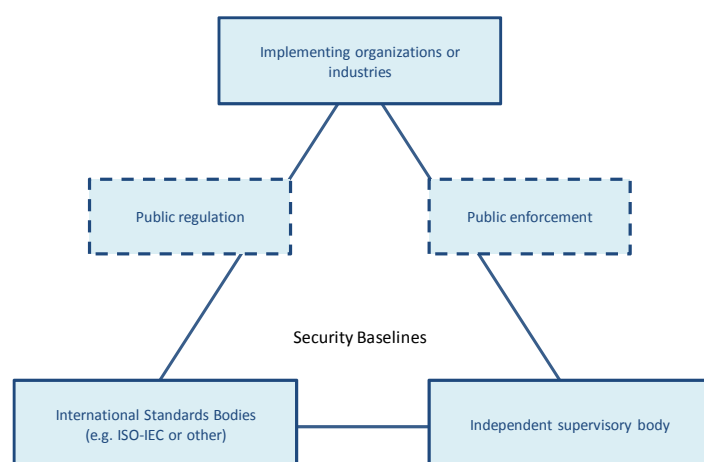 Implementing organizations or
industries
Public regulation
Public enforcement
Security Baselines
International Standards Bodies
(e.g. ISO-IEC or other)
Independent supervisory body